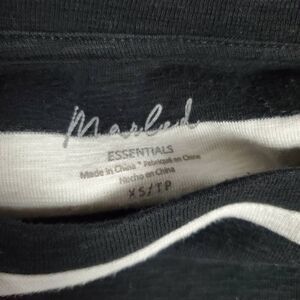 Marled
ESSENTIALS
Made in China Fabriqué en Chine
Hecho en China
XS/TP